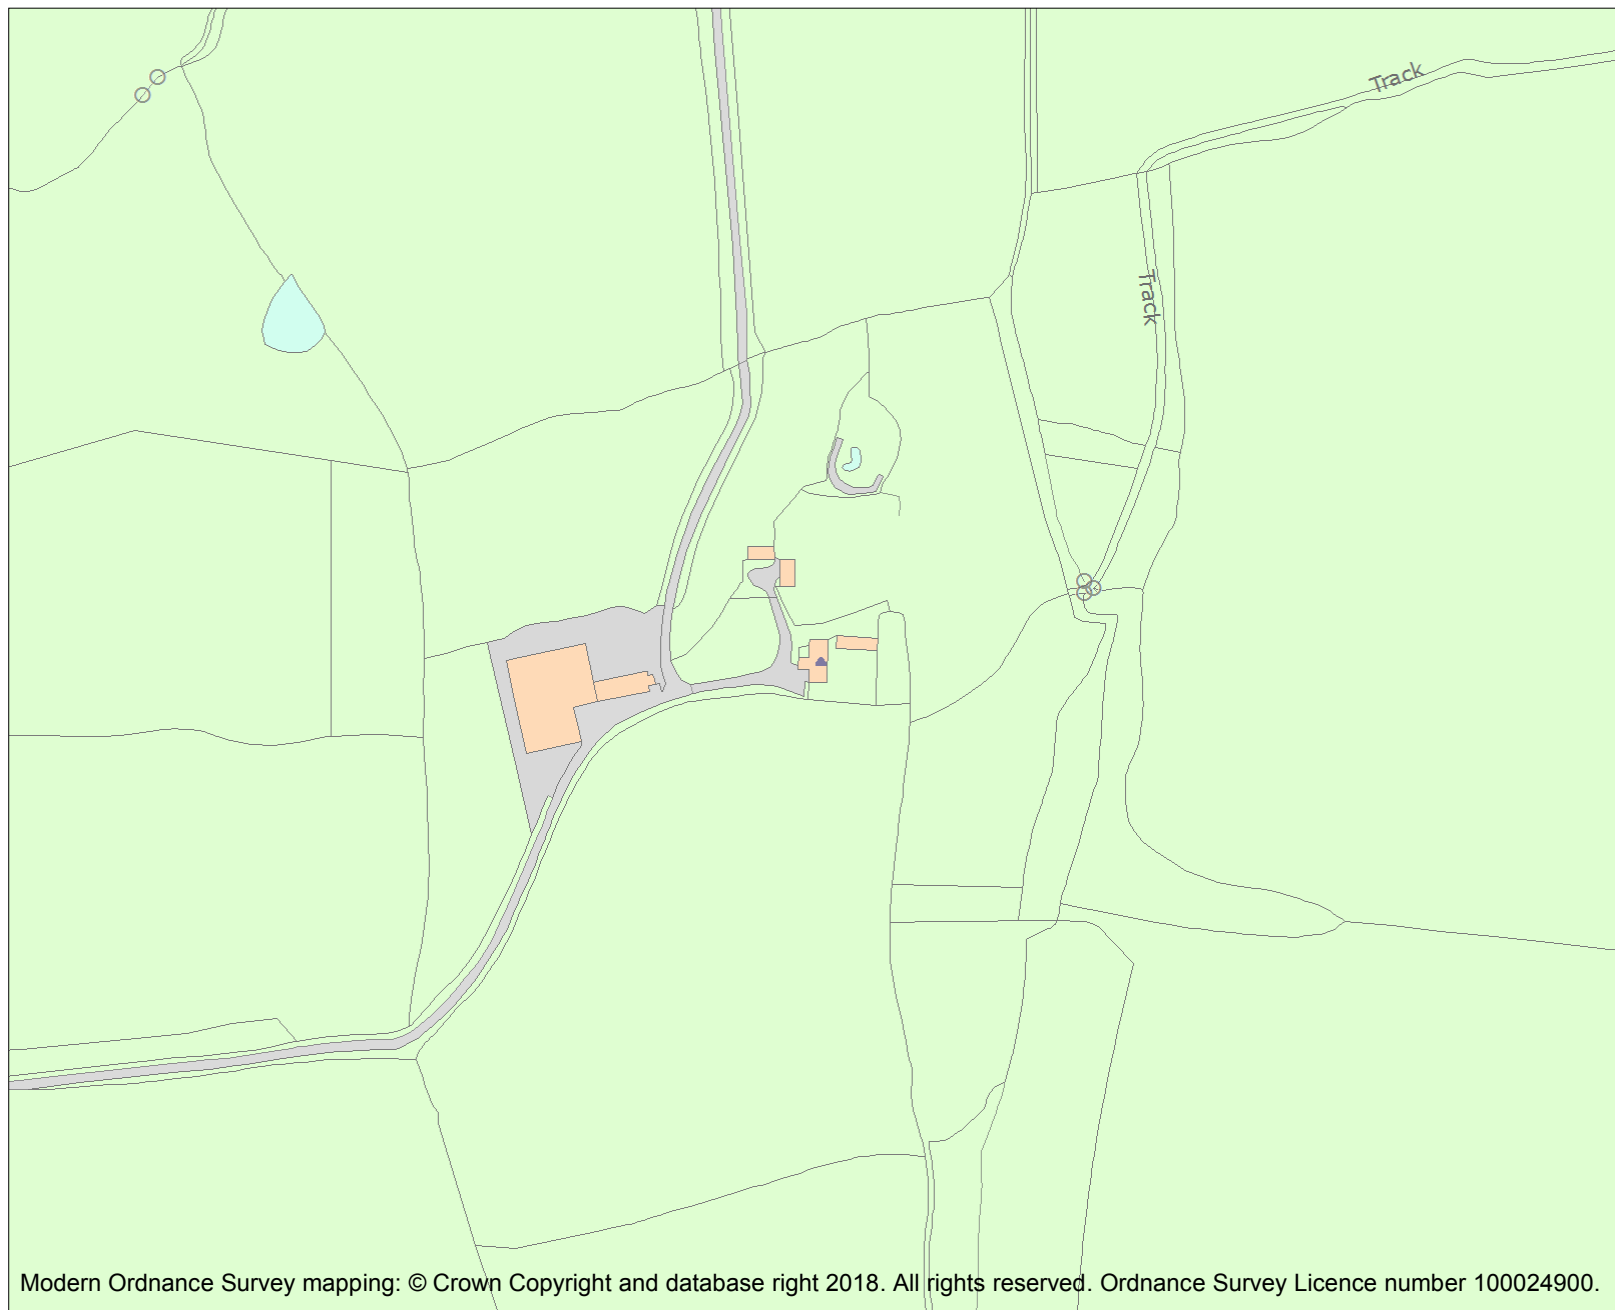 Track
Track
Modern Ordnance Survey mapping: © Crown Copyright and database right 2018. All rights reserved. Ordnance Survey Licence number 100024900.